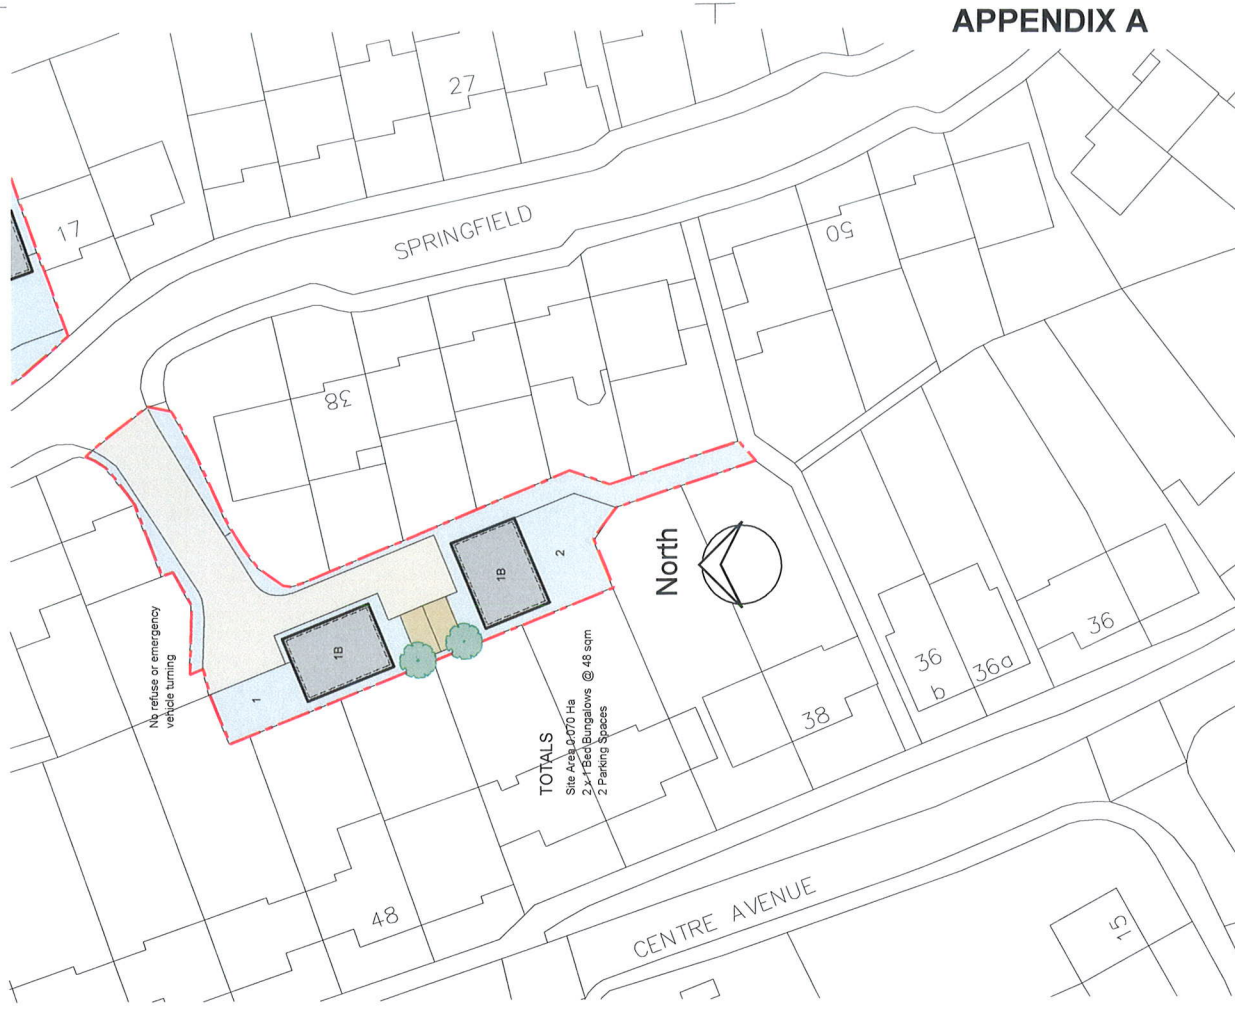 APPENDIX A
27
17
SPRINGFIELD
50
38
North
No refuse or emergency
vehicle turning
1B
2
1B
1
TOTALS
Site Area 0.070 Ha
2 x 1 Bed Bungalows @ 48 sqm
2 Parking Spaces
36
b
36a
36
38
48
CENTRE AVENUE
15